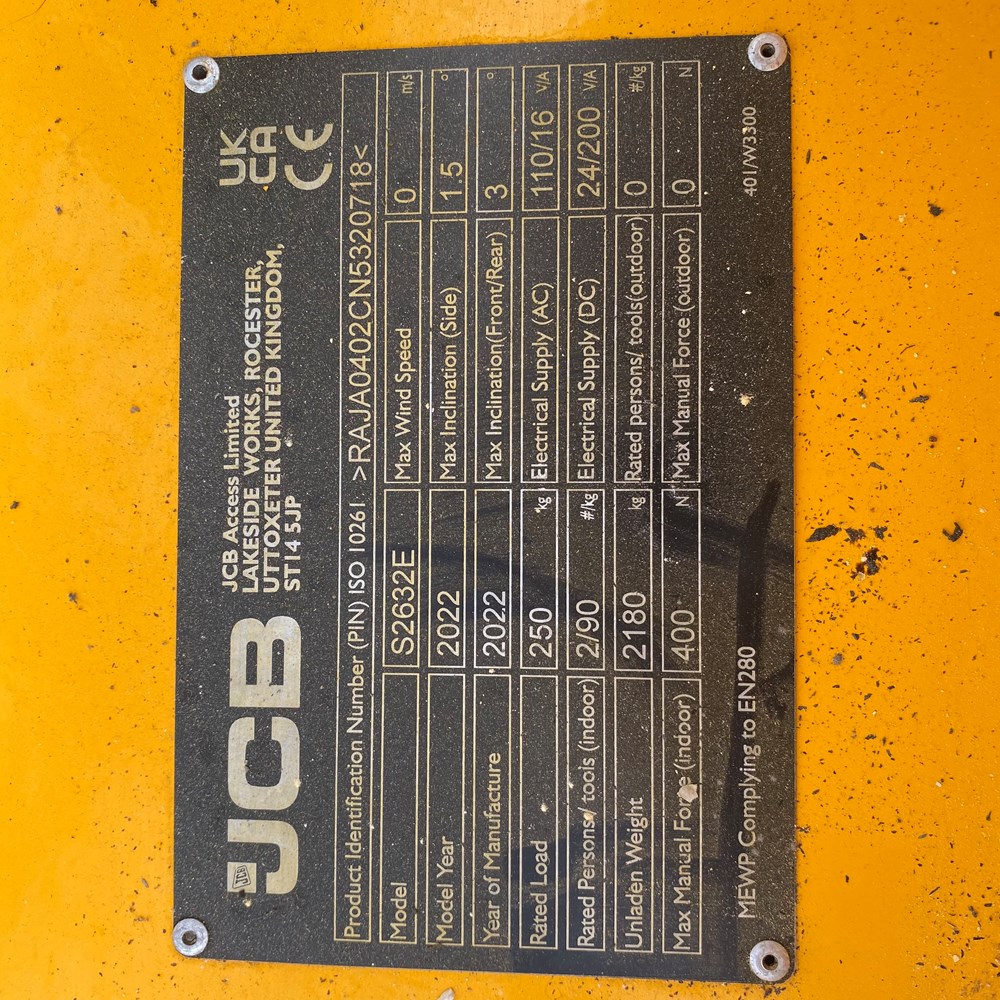 JCB
JCB
JCB Access Limited
LAKESIDE WORKS, ROCESTER,
UTTOXETER UNITED KINGDOM,
ST14 5JP
UK
CA
CE
Product Identification Number (PIN) ISO 10261 >RAJA0402CN5320718<
Model S2632E Max Wind Speed 0 m/s
Model Year 2022 Max Inclination (Side) 1.5 °
Year of Manufacture 2022 Max Inclination(Front/Rear) 3 °
Rated Load 250 kg Electrical Supply (AC) 110/16 V/A
Rated Persons/ tools (indoor) 2/90 #/kg Electrical Supply (DC) 24/200 V/A
Unladen Weight 2180 kg Rated persons/ tools(outdoor) 0 #/kg
Max Manual Force (indoor) 400 N Max Manual Force (outdoor) 0 N
MEWP Complying to EN280 401/W3300